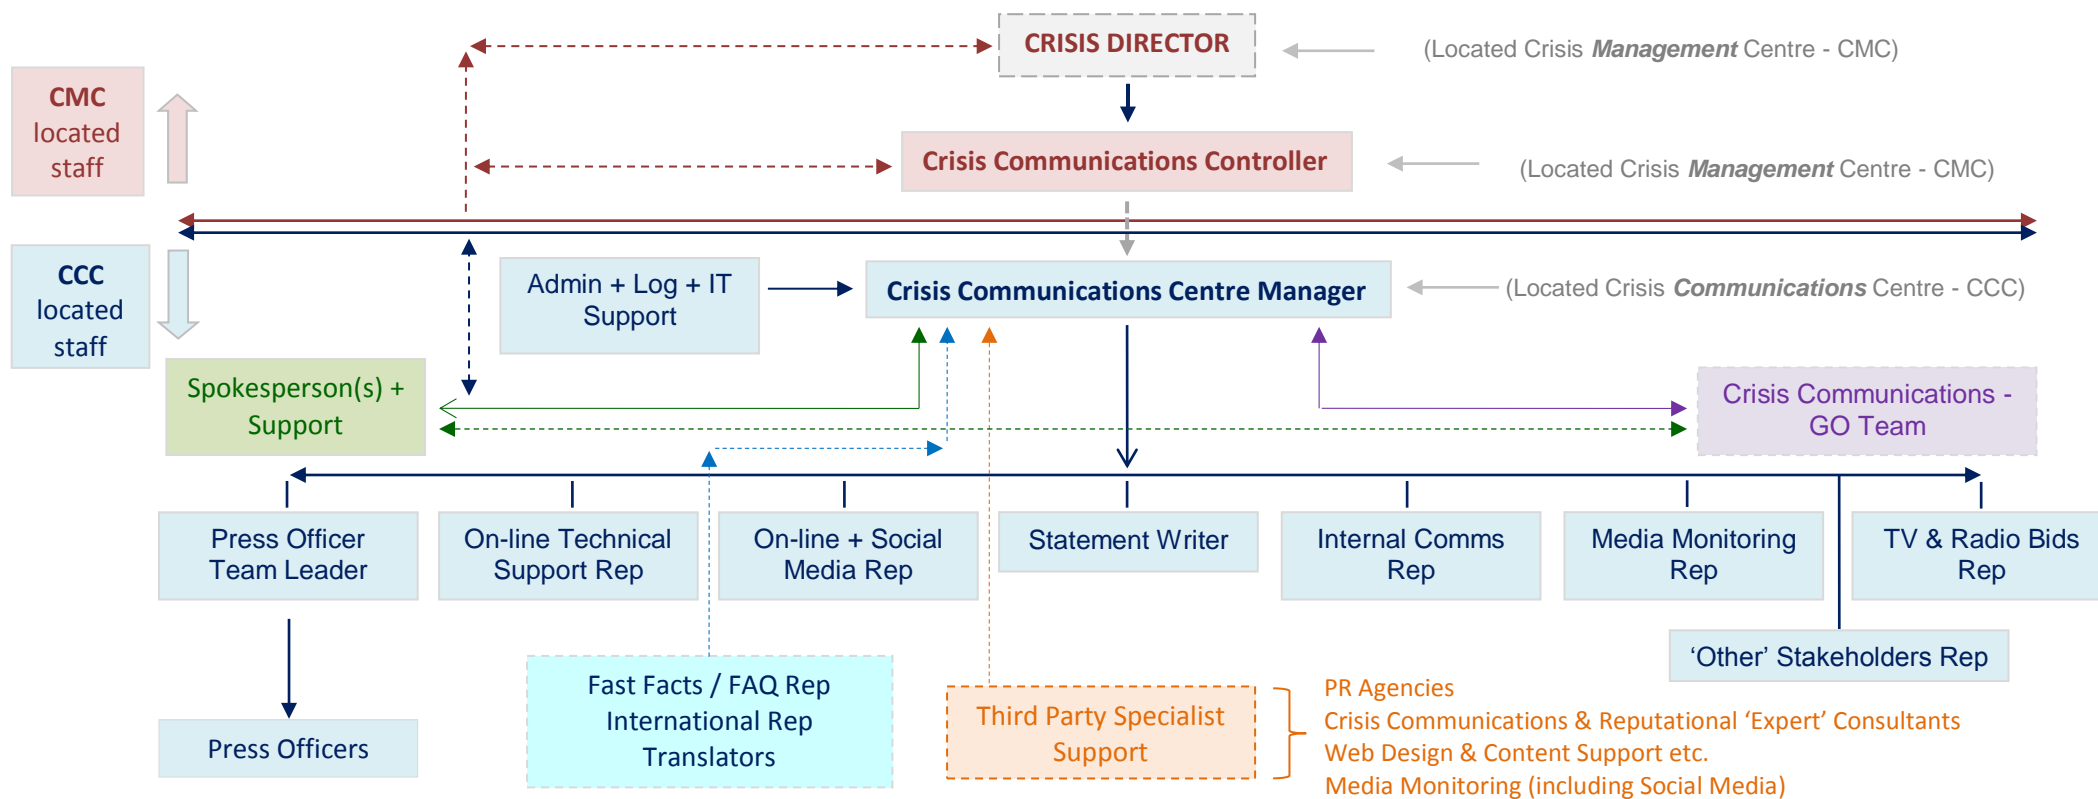 CRISIS DIRECTOR
(Located Crisis Management Centre - CMC)
CMC
located
staff
Crisis Communications Controller
(Located Crisis Management Centre - CMC)
CCC
located
staff
Admin + Log + IT
Support
Crisis Communications Centre Manager
(Located Crisis Communications Centre - CCC)
Spokesperson(s) +
Support
Crisis Communications -
GO Team
Press Officer
Team Leader
On-line Technical
Support Rep
On-line + Social
Media Rep
Statement Writer
Internal Comms
Rep
Media Monitoring
Rep
TV & Radio Bids
Rep
‘Other’ Stakeholders Rep
Press Officers
Fast Facts / FAQ Rep
International Rep
Translators
Third Party Specialist
Support
PR Agencies
Crisis Communications & Reputational ‘Expert’ Consultants
Web Design & Content Support etc.
Media Monitoring (including Social Media)